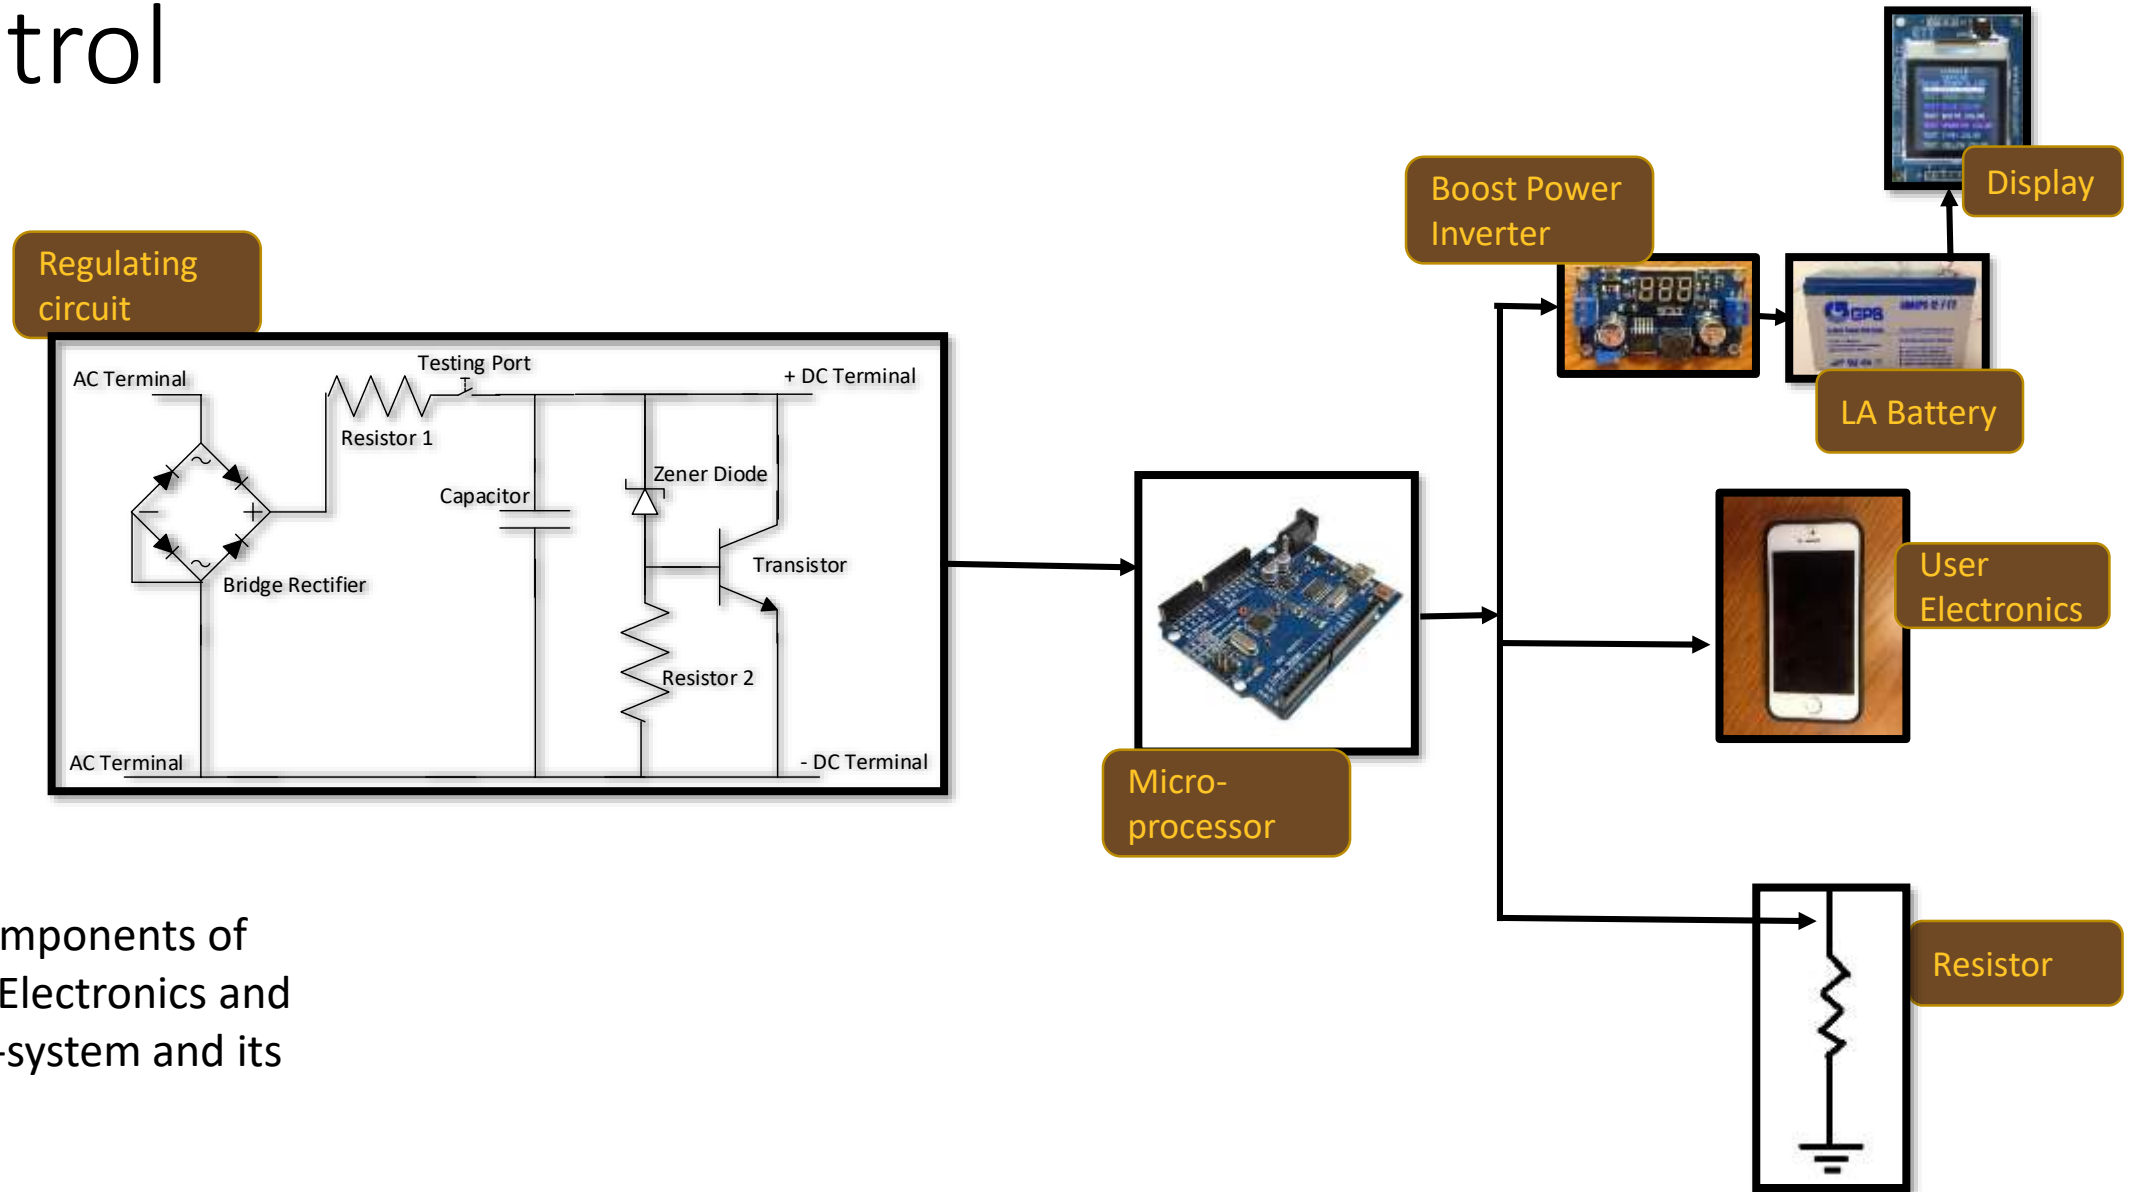 trol
Display
Boost Power
Inverter
Regulating
circuit
888
GPB
LA Battery
AC Terminal
Testing Port
+ DC Terminal
Resistor 1
Zener Diode
Capacitor
Transistor
Bridge Rectifier
Resistor 2
AC Terminal
- DC Terminal
User
Electronics
Micro-
processor
mponents of
Electronics and
-system and its
Resistor